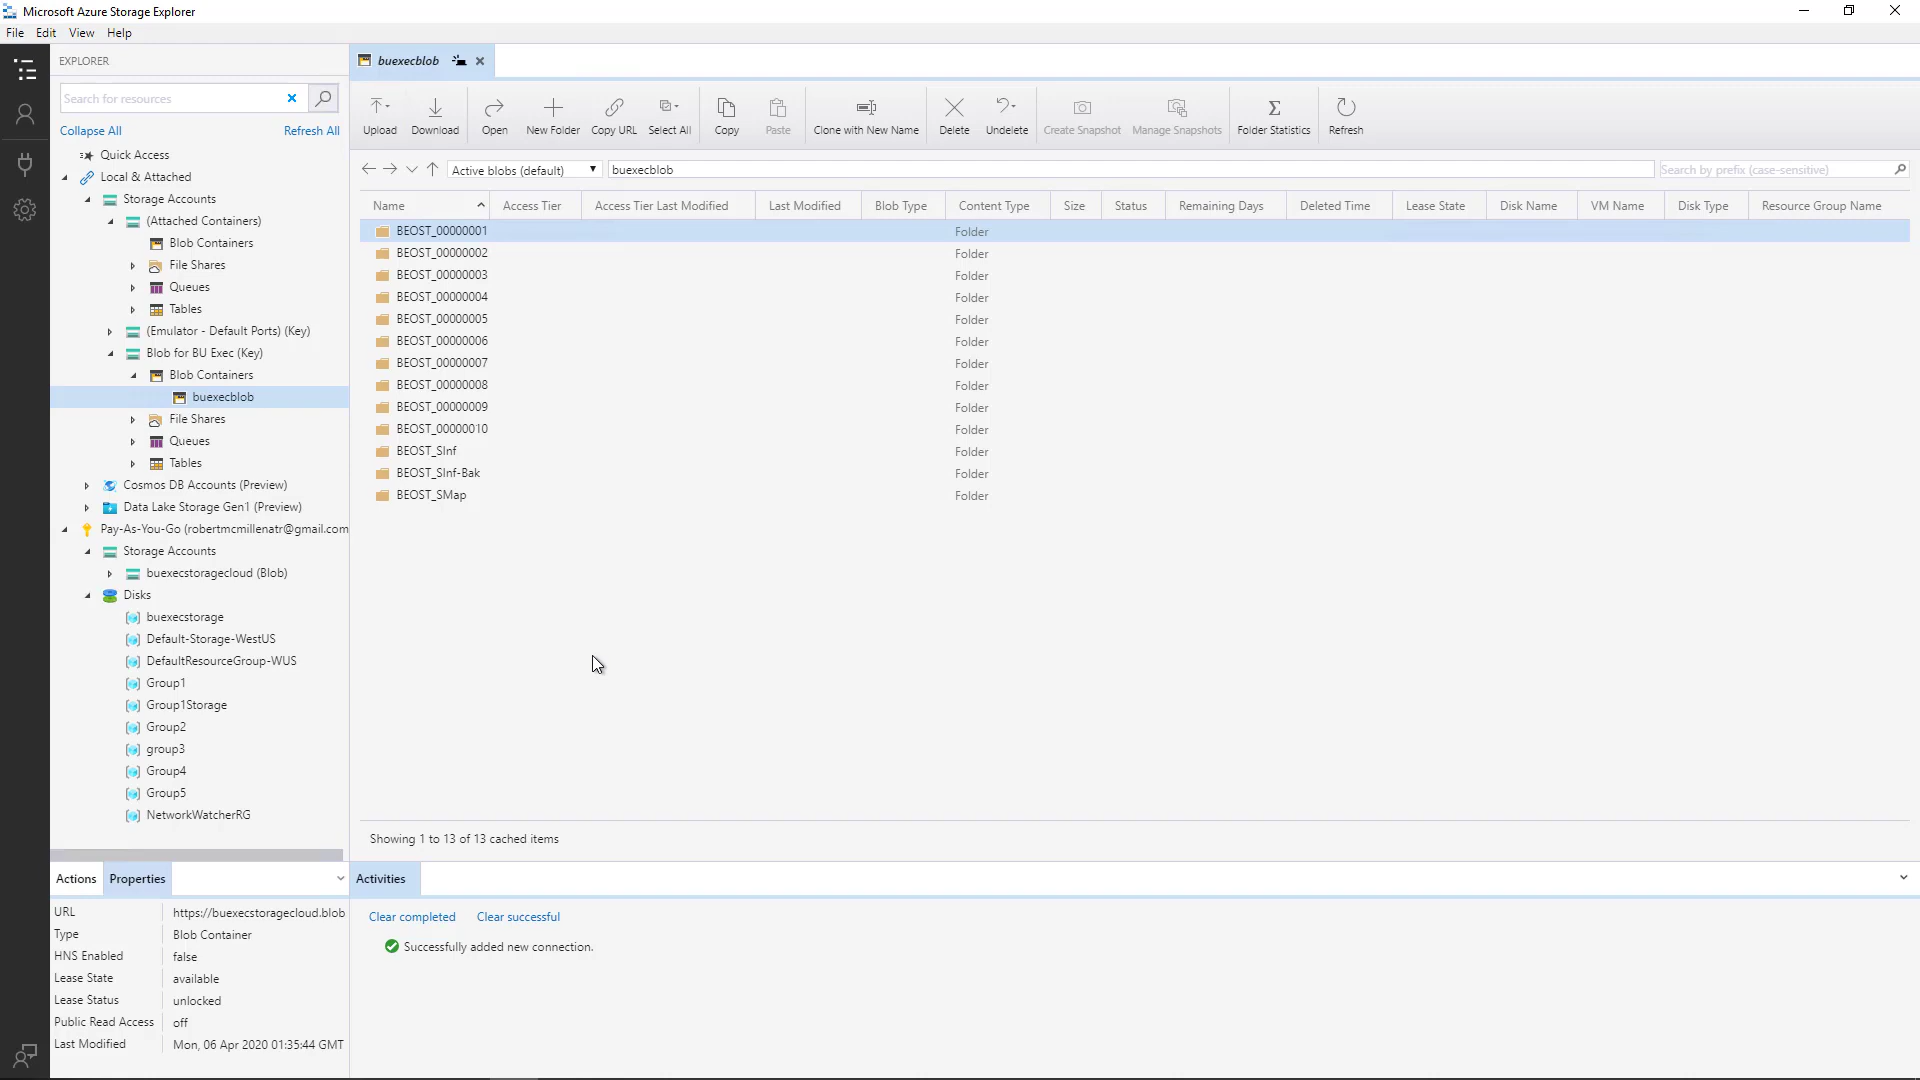 Microsoft Azure Storage Explorer
File Edit View Help
EXPLORER
Search for resources
Collapse All Refresh All
Quick Access
Local & Attached
Storage Accounts
(Attached Containers)
Blob Containers
File Shares
Queues
Tables
(Emulator - Default Ports) (Key)
Blob for BU Exec (Key)
Blob Containers
buexecblob
File Shares
Queues
Tables
Cosmos DB Accounts (Preview)
Data Lake Storage Gen1 (Preview)
Pay-As-You-Go (robertmcmillenatr@gmail.com
Storage Accounts
buexecstoragecloud (Blob)
Disks
buexecstorage
Default-Storage-WestUS
DefaultResourceGroup-WUS
Group1
Group1Storage
Group2
group3
Group4
Group5
NetworkWatcherRG
Actions Properties
URL https://buexecstoragecloud.blob
Type Blob Container
HNS Enabled false
Lease State available
Lease Status unlocked
Public Read Access off
Last Modified Mon, 06 Apr 2020 01:35:44 GMT
buexecblob
Upload Download Open New Folder Copy URL Select All Copy Paste Clone with New Name Delete Undelete Create Snapshot Manage Snapshots Folder Statistics Refresh
Active blobs (default) buexecblob Search by prefix (case-sensitive)
Name Access Tier Access Tier Last Modified Last Modified Blob Type Content Type Size Status Remaining Days Deleted Time Lease State Disk Name VM Name Disk Type Resource Group Name
BEOST_00000001 Folder
BEOST_00000002 Folder
BEOST_00000003 Folder
BEOST_00000004 Folder
BEOST_00000005 Folder
BEOST_00000006 Folder
BEOST_00000007 Folder
BEOST_00000008 Folder
BEOST_00000009 Folder
BEOST_00000010 Folder
BEOST_SInf Folder
BEOST_SInf-Bak Folder
BEOST_SMap Folder
Showing 1 to 13 of 13 cached items
Activities
Clear completed Clear successful
Successfully added new connection.